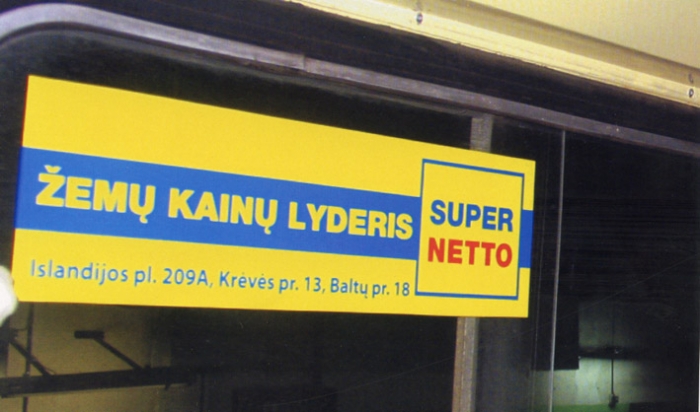 ŽEMŲ KAINŲ LYDERIS
SUPER
NETTO
Islandijos pl. 209A, Krėvės pr. 13, Baltų pr. 18